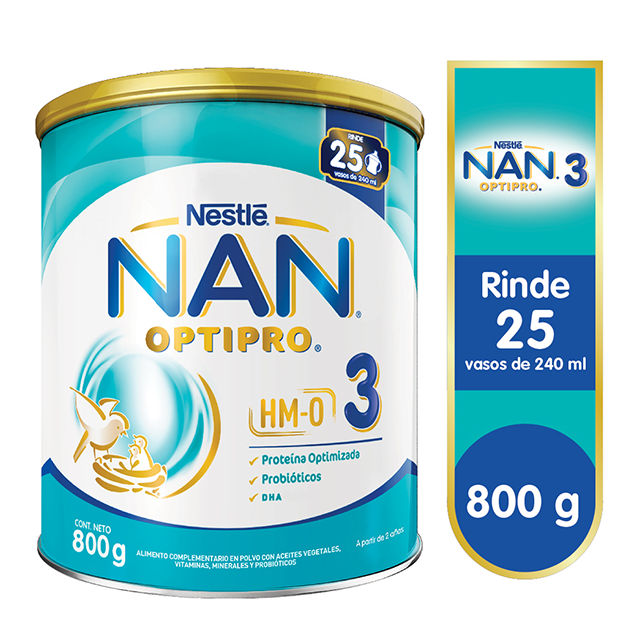 RINDE
25
vasos de 240 ml
Nestlé
NAN®
OPTIPRO®
HM-O 3
✓ Proteína Optimizada
✓ Probióticos
✓ DHA
CONT. NETO
800g
A partir de 2 años.
ALIMENTO COMPLEMENTARIO EN POLVO CON ACEITES VEGETALES,
VITAMINAS, MINERALES Y PROBIÓTICOS
Nestlé
NAN. 3
OPTIPRO.
Rinde
25
vasos de 240 ml
800 g